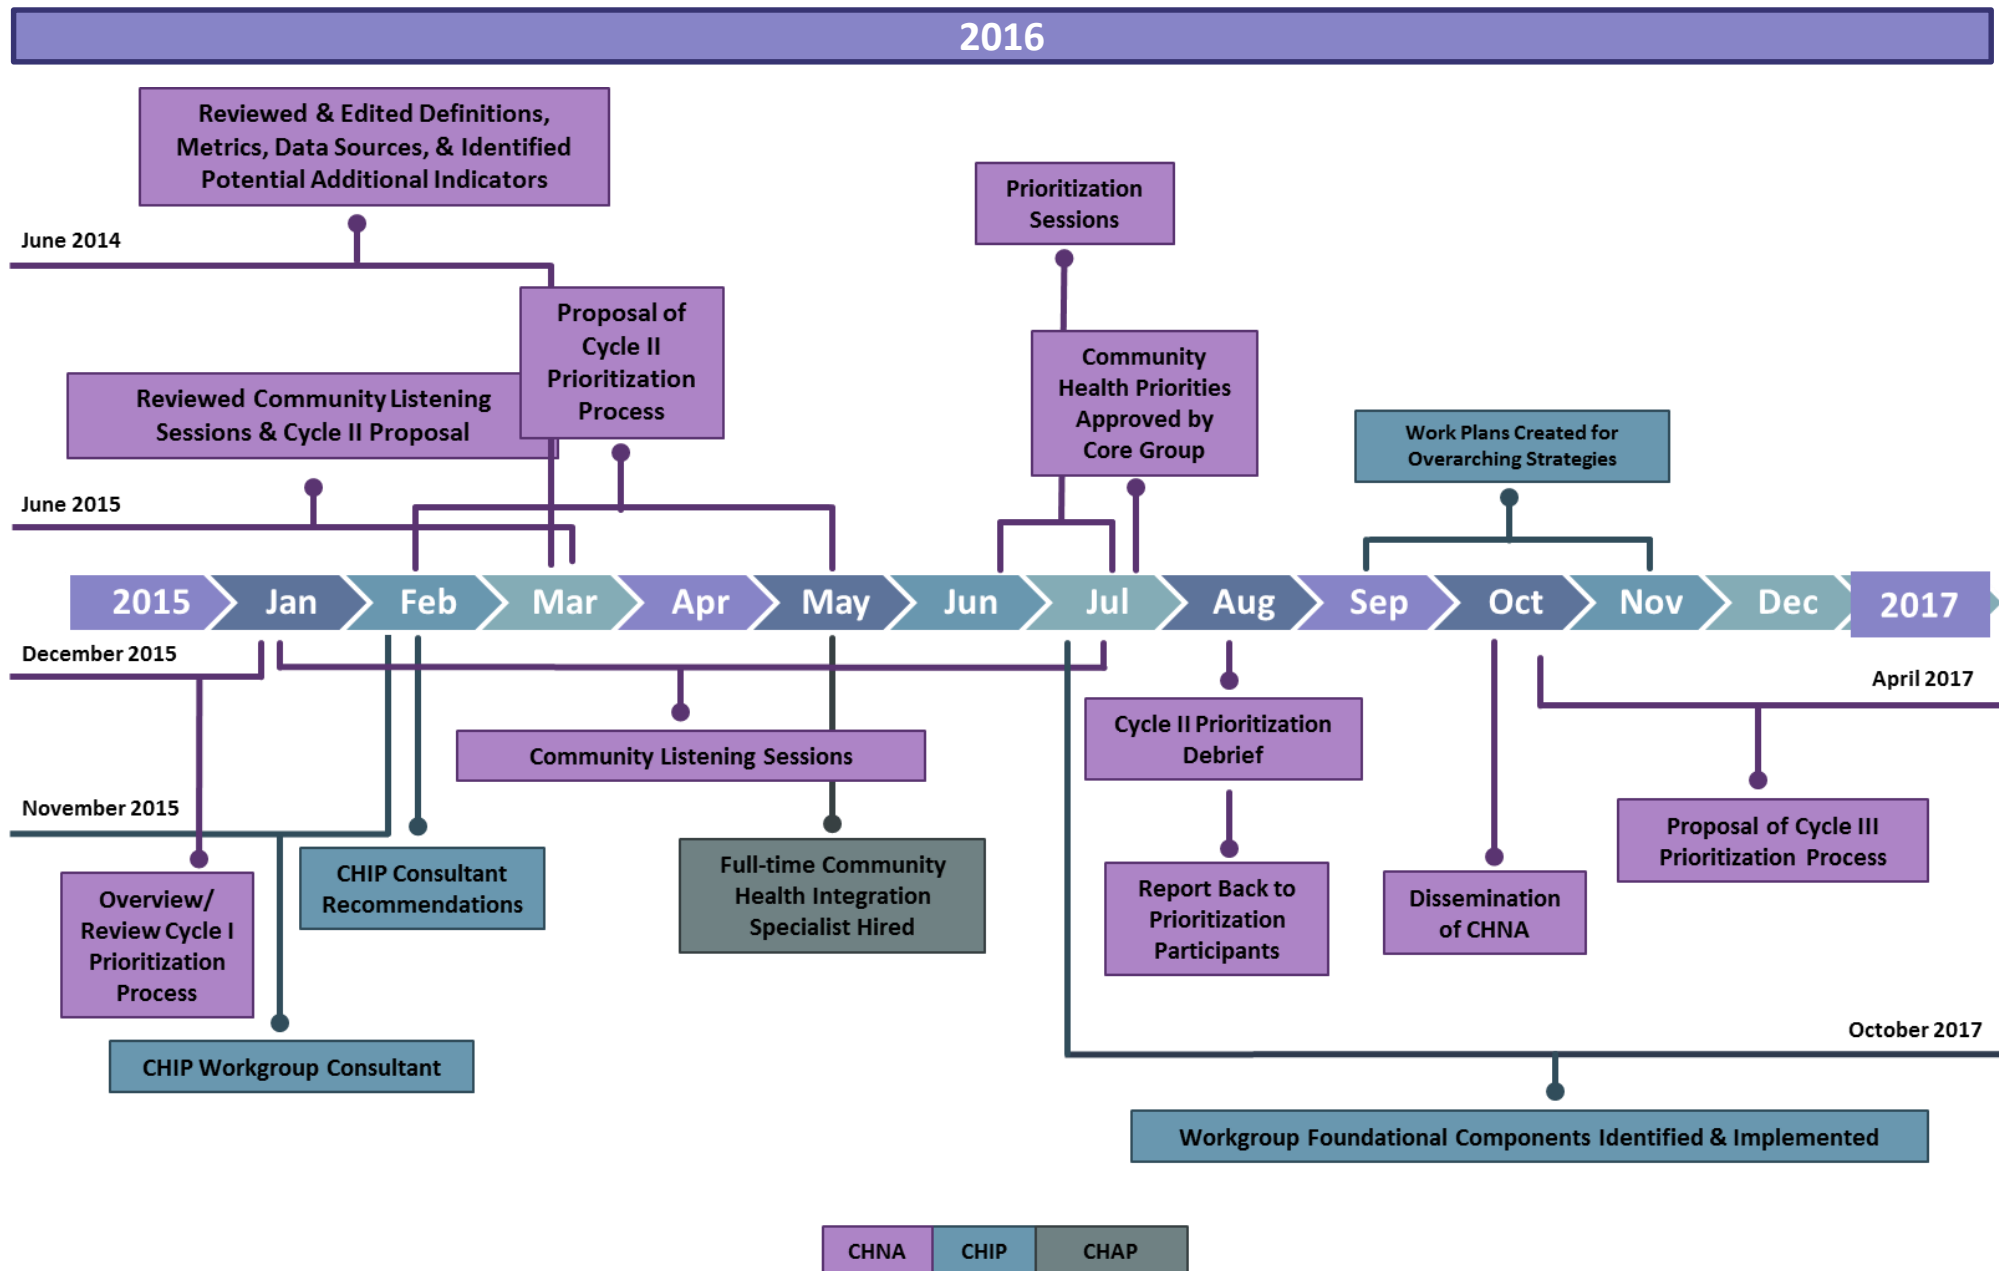 2016
Reviewed & Edited Definitions,
Metrics, Data Sources, & Identified
Potential Additional Indicators
Prioritization
Sessions
June 2014
Proposal of
Cycle II
Prioritization
Process
Community
Health Priorities
Approved by
Core Group
Reviewed Community Listening
Sessions & Cycle II Proposal
Work Plans Created for
Overarching Strategies
June 2015
2015 Jan Feb Mar Apr May Jun Jul Aug Sep Oct Nov Dec 2017
December 2015
April 2017
Cycle II Prioritization
Debrief
Community Listening Sessions
November 2015
Proposal of Cycle III
Prioritization Process
CHIP Consultant
Recommendations
Full-time Community
Health Integration
Specialist Hired
Overview/
Review Cycle I
Prioritization
Process
Report Back to
Prioritization
Participants
Dissemination
of CHNA
October 2017
CHIP Workgroup Consultant
Workgroup Foundational Components Identified & Implemented
CHNA CHIP CHAP